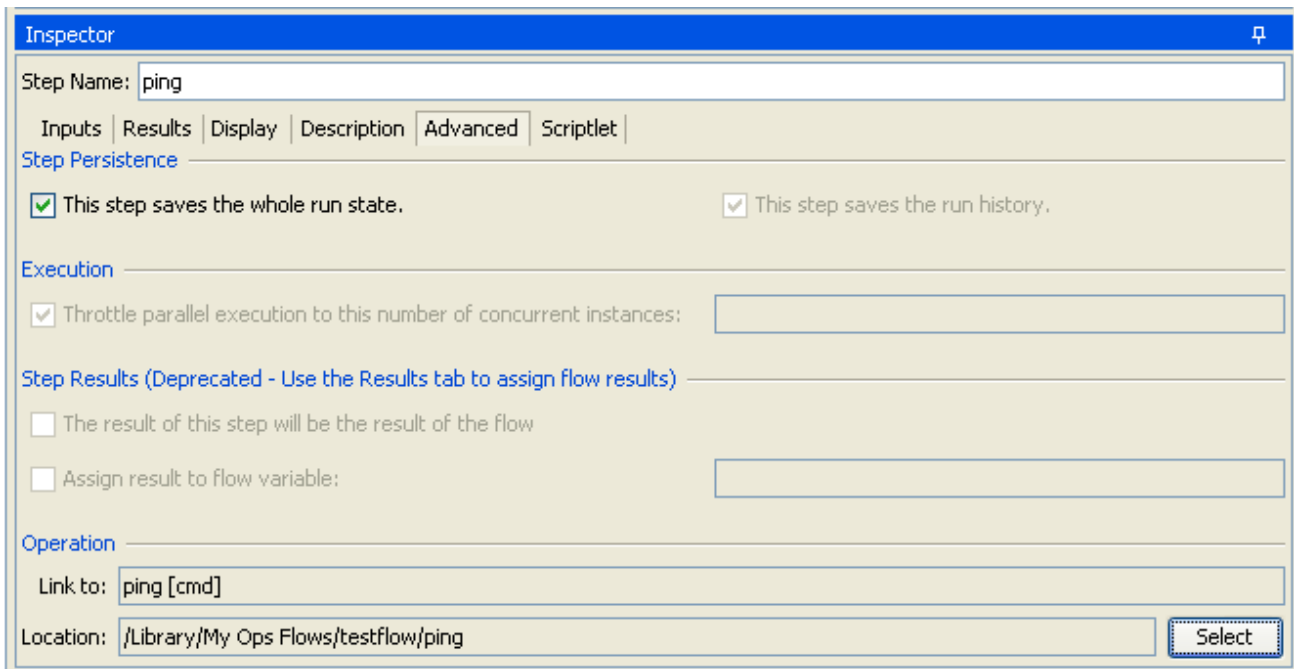 Inspector
Step Name: ping
Inputs Results Display Description Advanced Scriptlet
Step Persistence
This step saves the whole run state. This step saves the run history.
Execution
Throttle parallel execution to this number of concurrent instances:
Step Results (Deprecated - Use the Results tab to assign flow results)
The result of this step will be the result of the flow
Assign result to flow variable:
Operation
Link to: ping [cmd]
Location: /Library/My Ops Flows/testflow/ping Select